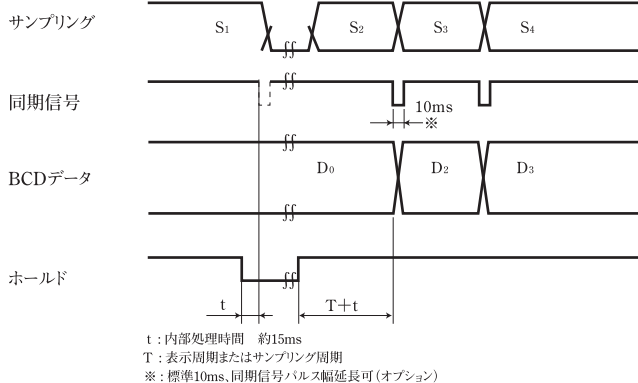 サンプリング
S1
S2
S3
S4
同期信号
10ms
※
BCDデータ
D0
D2
D3
ホールド
t
T+t
t：内部処理時間　約15ms
T：表示周期またはサンプリング周期
※：標準10ms、同期信号パルス幅延長可（オプション）